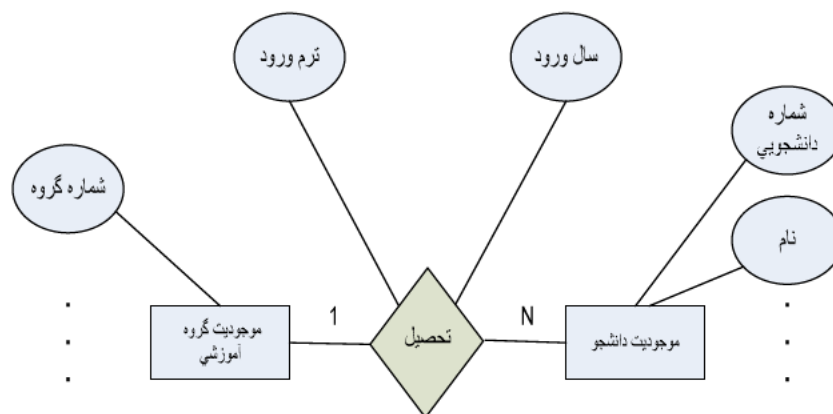 سال ورود
ترم ورود
شماره
دانشجويي
شماره گروه
نام
موجوديت دانشجو
N
تحصيل
1
موجوديت گروه
آموزشي